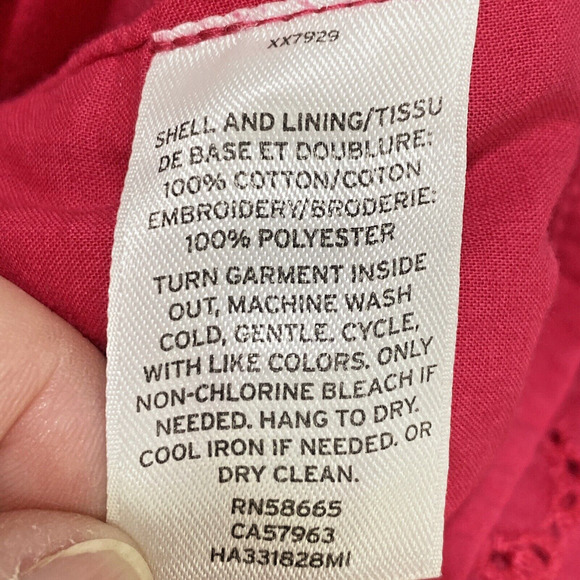 XX7929
SHELL AND LINING/TISSU
DE BASE ET DOUBLURE:
100% COTTON/COTON
EMBROIDERY/BRODERIE:
100% POLYESTER
TURN GARMENT INSIDE
OUT, MACHINE WASH
COLD, GENTLE. CYCLE,
WITH LIKE COLORS. ONLY
NON-CHLORINE BLEACH IF
NEEDED. HANG TO DRY.
COOL IRON IF NEEDED. OR
DRY CLEAN.
RN58665
CA57963
HA331828MI